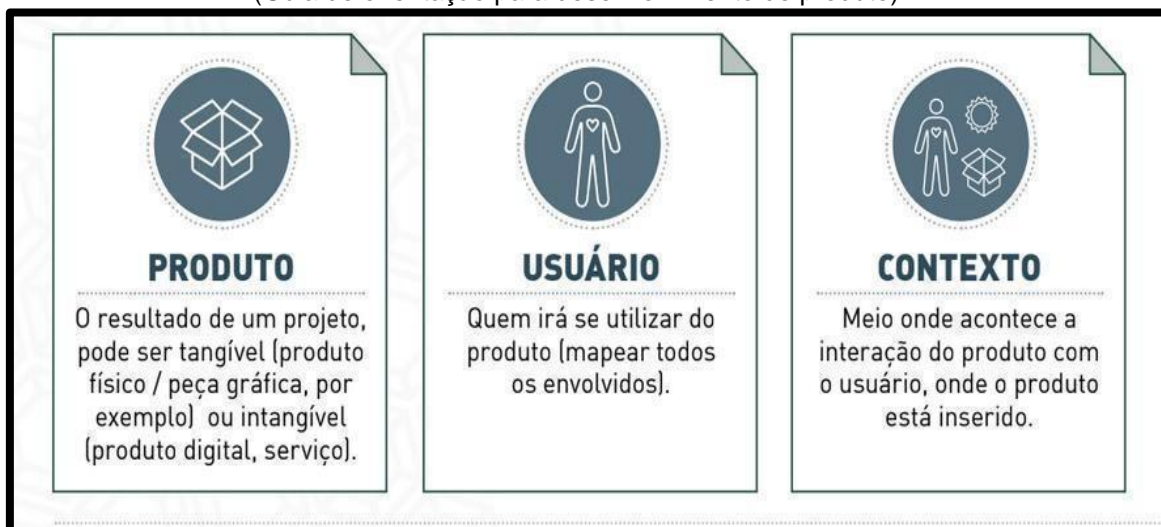 PRODUTO
O resultado de um projeto,
pode ser tangível (produto
físico / peça gráfica, por
exemplo) ou intangível
(produto digital, serviço).
USUÁRIO
Quem irá se utilizar do
produto (mapear todos
os envolvidos).
CONTEXTO
Meio onde acontece a
interação do produto com
o usuário, onde o produto
está inserido.